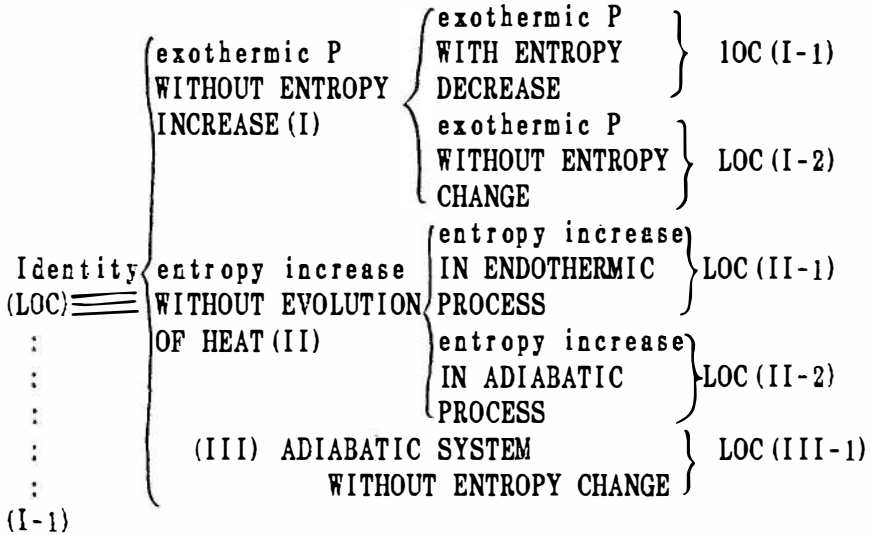 exothermic P
WITH ENTROPY
DECREASE
1OC(I-1)
exothermic P
WITHOUT ENTROPY
INCREASE(I)
exothermic P
WITHOUT ENTROPY
CHANGE
LOC(I-2)
Identity
(LOC)
:
:
:
:
:
(I-1)
entropy increase
WITHOUT EVOLUTION
OF HEAT(II)
entropy increase
IN ENDOTHERMIC
PROCESS
LOC(II-1)
entropy increase
IN ADIABATIC
PROCESS
LOC(II-2)
(III) ADIABATIC SYSTEM
WITHOUT ENTROPY CHANGE
LOC(III-1)